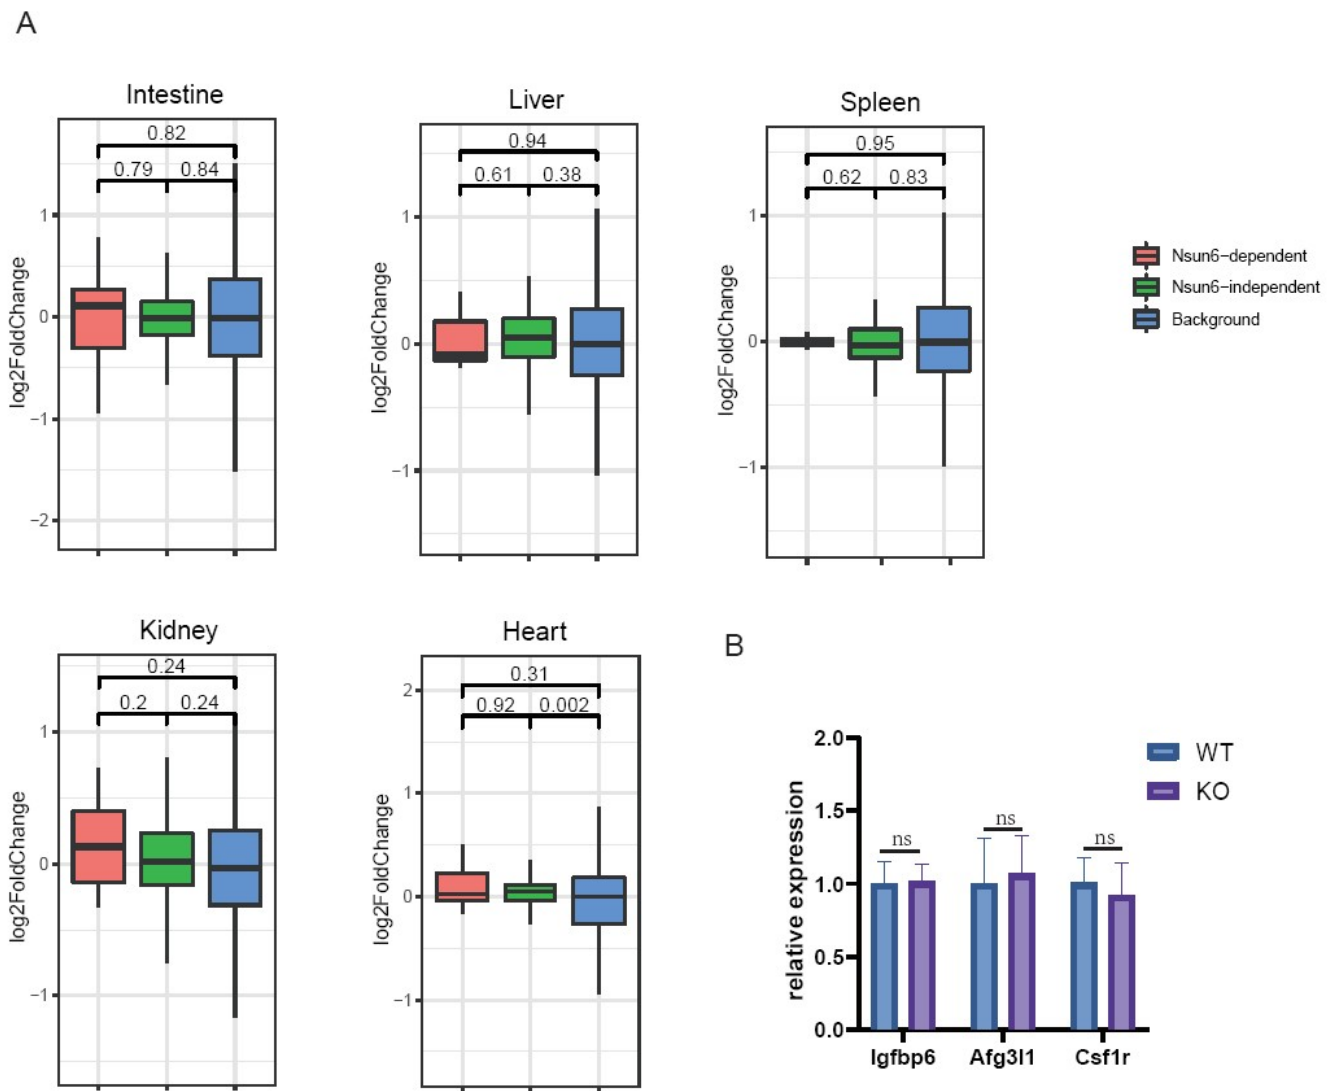 A
Intestine
0.82
0.79 0.84
1
0
−1
−2
log2FoldChange
Liver
0.94
0.61 0.38
1
0
−1
log2FoldChange
Spleen
0.95
0.62 0.83
1
0
−1
log2FoldChange
Nsun6−dependent
Nsun6−independent
Background
Kidney
0.24
0.2 0.24
1
0
−1
log2FoldChange
Heart
0.31
0.92 0.002
2
1
0
−1
log2FoldChange
B
2.0
1.5
1.0
0.5
0.0
relative expression
ns ns ns
Igfbp6 Afg3l1 Csf1r
WT
KO